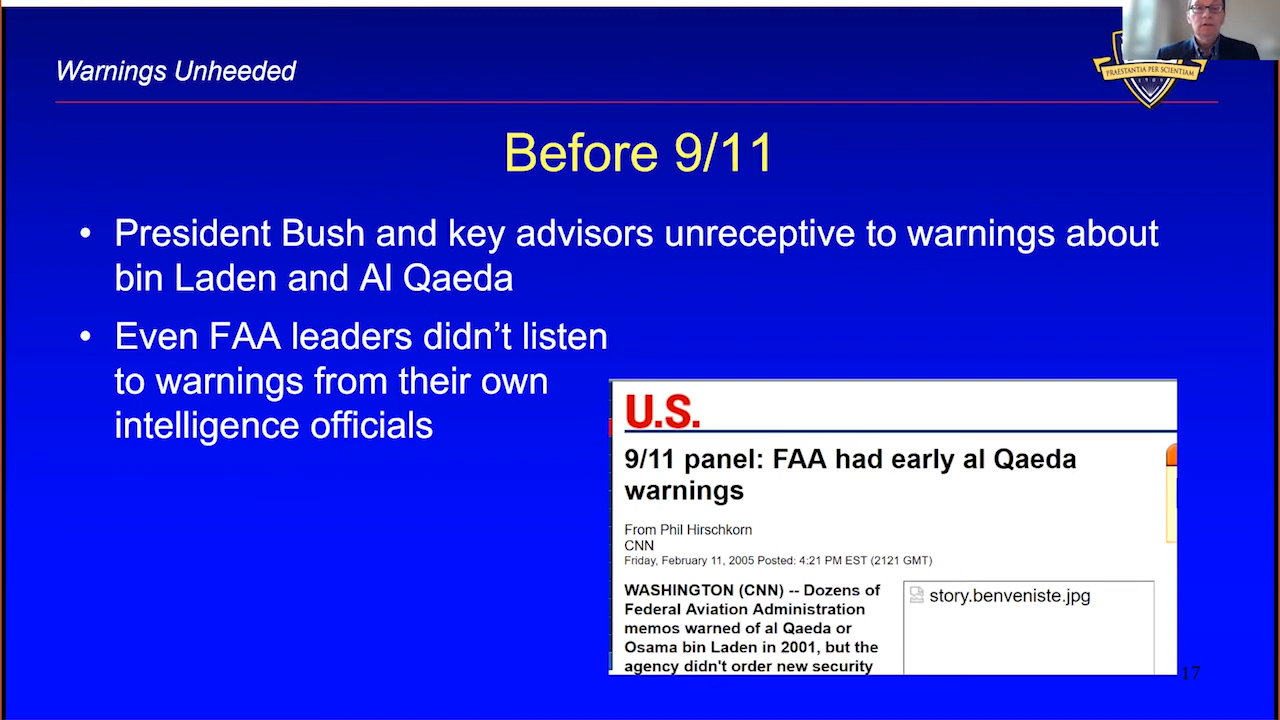 Warnings Unheeded
PRAESTANTIA PER SCIENTIAM
Before 9/11
• President Bush and key advisors unreceptive to warnings about
bin Laden and Al Qaeda
• Even FAA leaders didn’t listen
to warnings from their own
intelligence officials
U.S.
9/11 panel: FAA had early al Qaeda
warnings
From Phil Hirschkorn
CNN
Friday, February 11, 2005 Posted: 4:21 PM EST (2121 GMT)
WASHINGTON (CNN) -- Dozens of
Federal Aviation Administration
memos warned of al Qaeda or
Osama bin Laden in 2001, but the
agency didn't order new security
story.benveniste.jpg
17